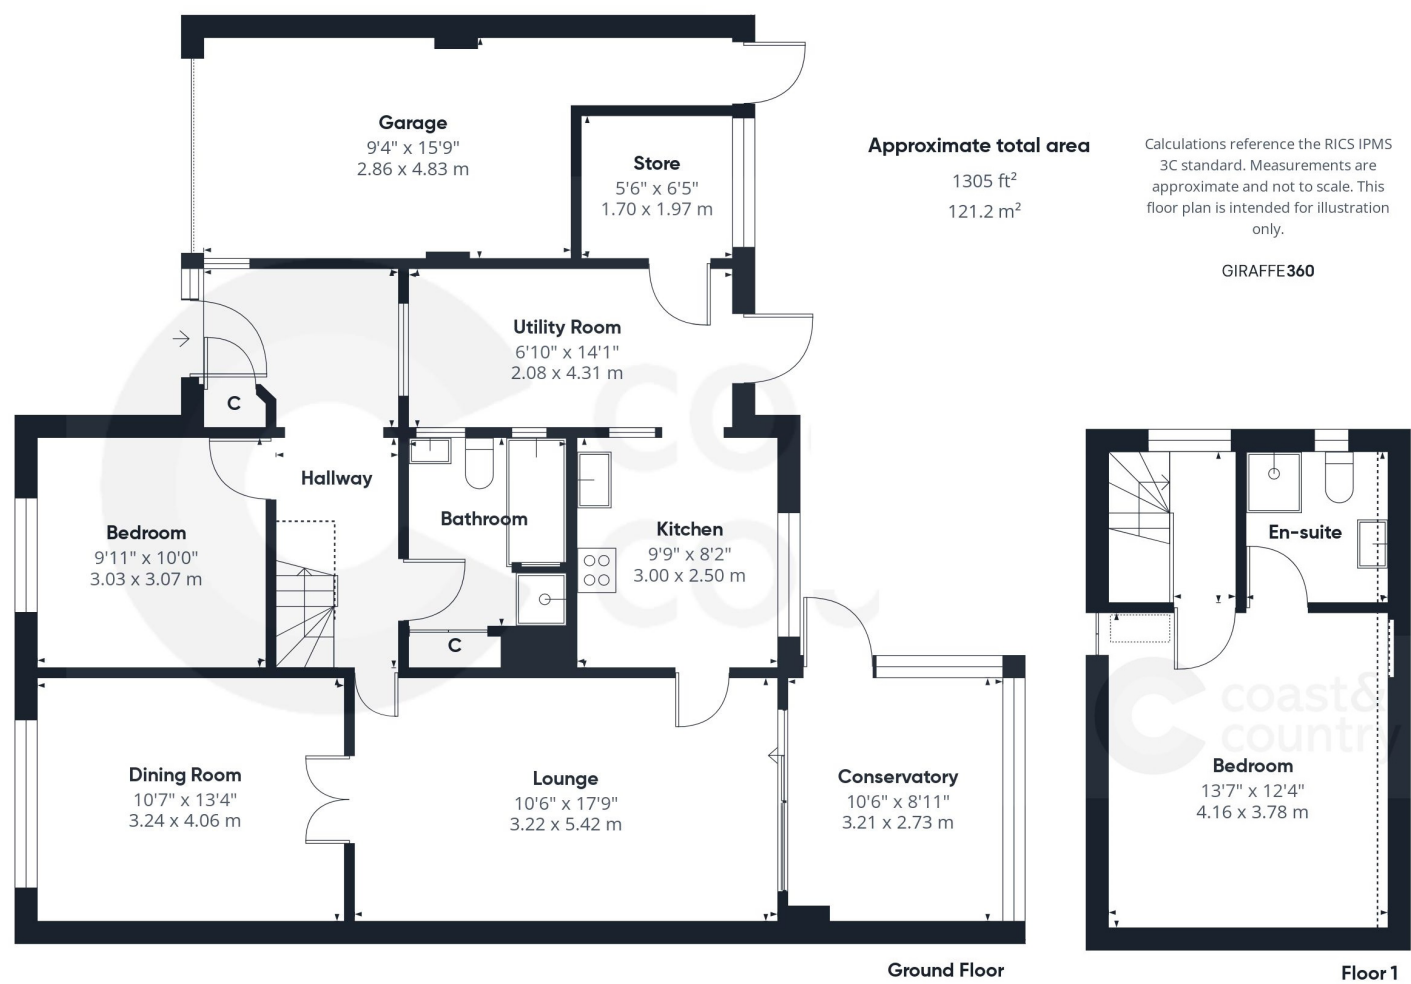 Garage
9'4" x 15'9"
2.86 x 4.83 m
Store
5'6" x 6'5"
1.70 x 1.97 m
Approximate total area
1305 ft²
121.2 m²
Calculations reference the RICS IPMS
3C standard. Measurements are
approximate and not to scale. This
floor plan is intended for illustration
only.
GIRAFFE360
Utility Room
6'10" x 14'1"
2.08 x 4.31 m
C
Hallway
Bedroom
9'11" x 10'0"
3.03 x 3.07 m
Bathroom
Kitchen
9'9" x 8'2"
3.00 x 2.50 m
C
En-suite
Dining Room
10'7" x 13'4"
3.24 x 4.06 m
Lounge
10'6" x 17'9"
3.22 x 5.42 m
Conservatory
10'6" x 8'11"
3.21 x 2.73 m
coast&
country
Bedroom
13'7" x 12'4"
4.16 x 3.78 m
Ground Floor
Floor 1